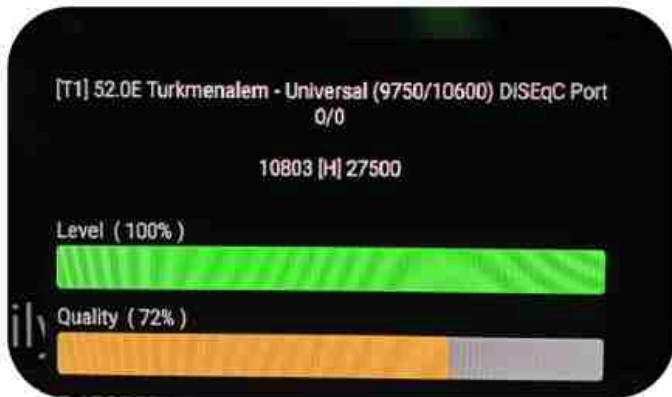 [T1] 52.0E Turkmenalem - Universal (9750/10600) DiSEqC Port
0/0
10803 [H] 27500
Level ( 100% )
Quality ( 72% )